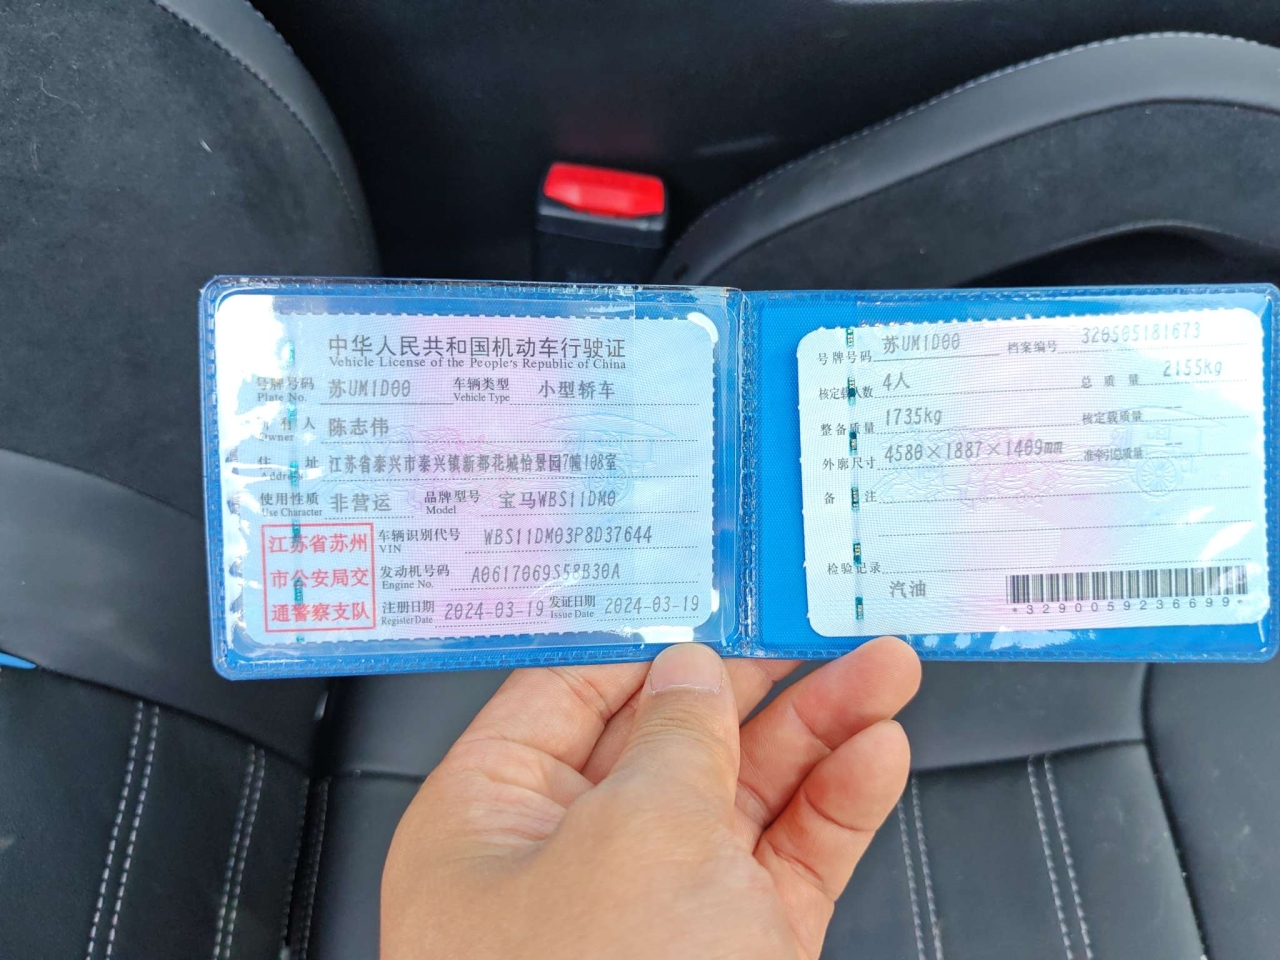 中华人民共和国机动车行驶证
Vehicle License of the People's Republic of China
号牌号码 苏UM1D00 车辆类型 小型轿车
Plate No. Vehicle Type
所有人 陈志伟
Owner
住址 江苏省泰兴市泰兴镇新都花城怡景园7幢108室
Address
使用性质 非营运 品牌型号 宝马WBS11DM0
Use Character Model
江苏省苏州
市公安局交
通警察支队
车辆识别代号 WBS11DM03P8D37644
VIN
发动机号码 A0617069S58B30A
Engine No.
注册日期 2024-03-19 发证日期 2024-03-19
Register Date Issue Date
号牌号码 苏UM1D00 档案编号 320505181673
核定载人数 4人 总质量 2155kg
整备质量 1735kg 核定载质量 --
外廓尺寸 4580×1887×1409mm 准牵引总质量 --
备注
检验记录
汽油
*3290059236699*